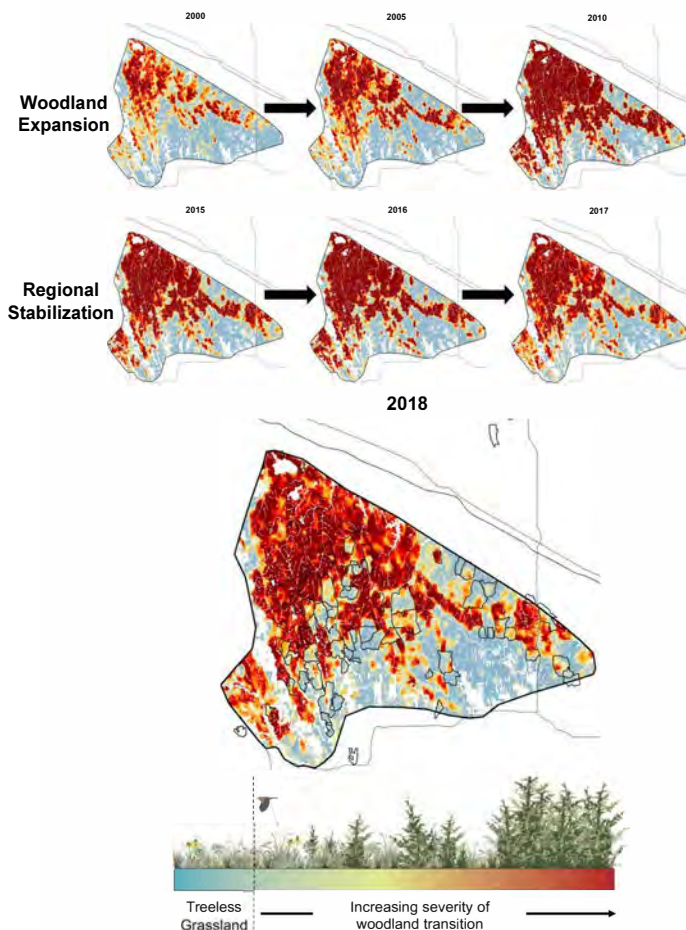 2000
2005
2010
Woodland
Expansion
2015
2016
2017
Regional
Stabilization
2018
Treeless
Grassland
Increasing severity of
woodland transition